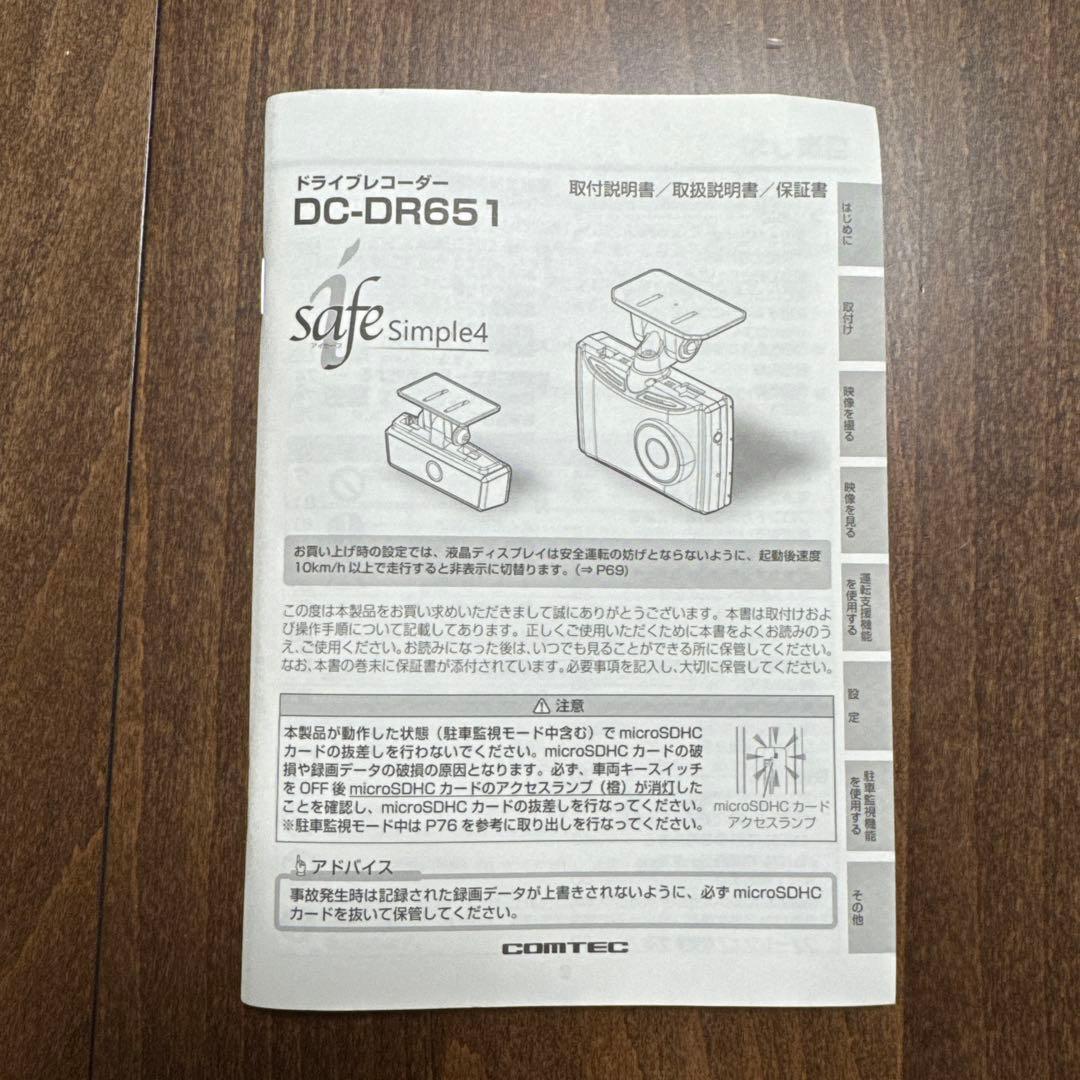 ドライブレコーダー
DC-DR651
取付説明書／取扱説明書／保証書
i safe Simple4
アイセーフ
お買い上げ時の設定では、液晶ディスプレイは安全運転の妨げとならないように、起動後速度
10km/h 以上で走行すると非表示に切替ります。(⇒P69)
この度は本製品をお買い求めいただきまして誠にありがとうございます。本書は取付けおよ
び操作手順について記載してあります。正しくご使用いただくために本書をよくお読みのう
え、ご使用ください。お読みになった後は、いつでも見ることができる所に保管してください。
なお、本書の巻末に保証書が添付されています。必要事項を記入し、大切に保管してください。
⚠ 注意
本製品が動作した状態（駐車監視モード中含む）で microSDHC
カードの抜差しを行わないでください。microSDHC カードの破
損や録画データの破損の原因となります。必ず、車両キースイッチ
を OFF 後 microSDHC カードのアクセスランプ（橙）が消灯した
ことを確認し、microSDHC カードの抜差しを行なってください。
※駐車監視モード中は P76 を参考に取り出しを行なってください。
microSDHC カード
アクセスランプ
アドバイス
事故発生時は記録された録画データが上書きされないように、必ず microSDHC
カードを抜いて保管してください。
COMTEC
はじめに
取付け
映像を撮る
映像を見る
運転支援機能
を使用する
設 定
駐車監視機能
を使用する
その他